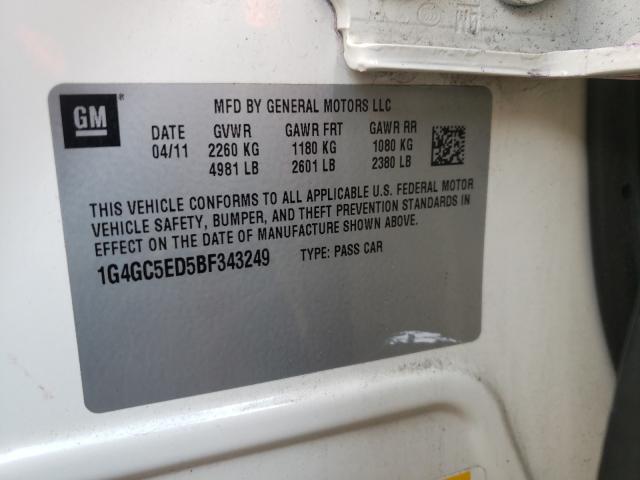 GM
MFD BY GENERAL MOTORS LLC
DATE GVWR GAWR FRT GAWR RR
04/11 2260 KG 1180 KG 1080 KG
4981 LB 2601 LB 2380 LB
THIS VEHICLE CONFORMS TO ALL APPLICABLE U.S. FEDERAL MOTOR
VEHICLE SAFETY, BUMPER, AND THEFT PREVENTION STANDARDS IN
EFFECT ON THE DATE OF MANUFACTURE SHOWN ABOVE.
1G4GC5ED5BF343249 TYPE: PASS CAR